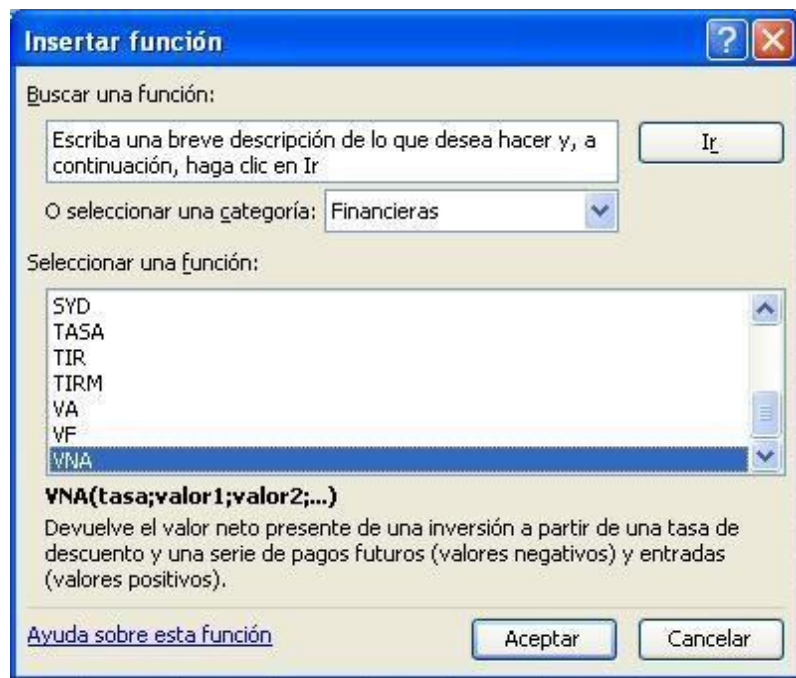 Insertar función
Buscar una función:
Escriba una breve descripción de lo que desea hacer y, a
continuación, haga clic en Ir
Ir
O seleccionar una categoría: Financieras
Seleccionar una función:
SYD
TASA
TIR
TIRM
VA
VF
VNA
VNA(tasa;valor1;valor2;...)
Devuelve el valor neto presente de una inversión a partir de una tasa de
descuento y una serie de pagos futuros (valores negativos) y entradas
(valores positivos).
Ayuda sobre esta función
Aceptar
Cancelar